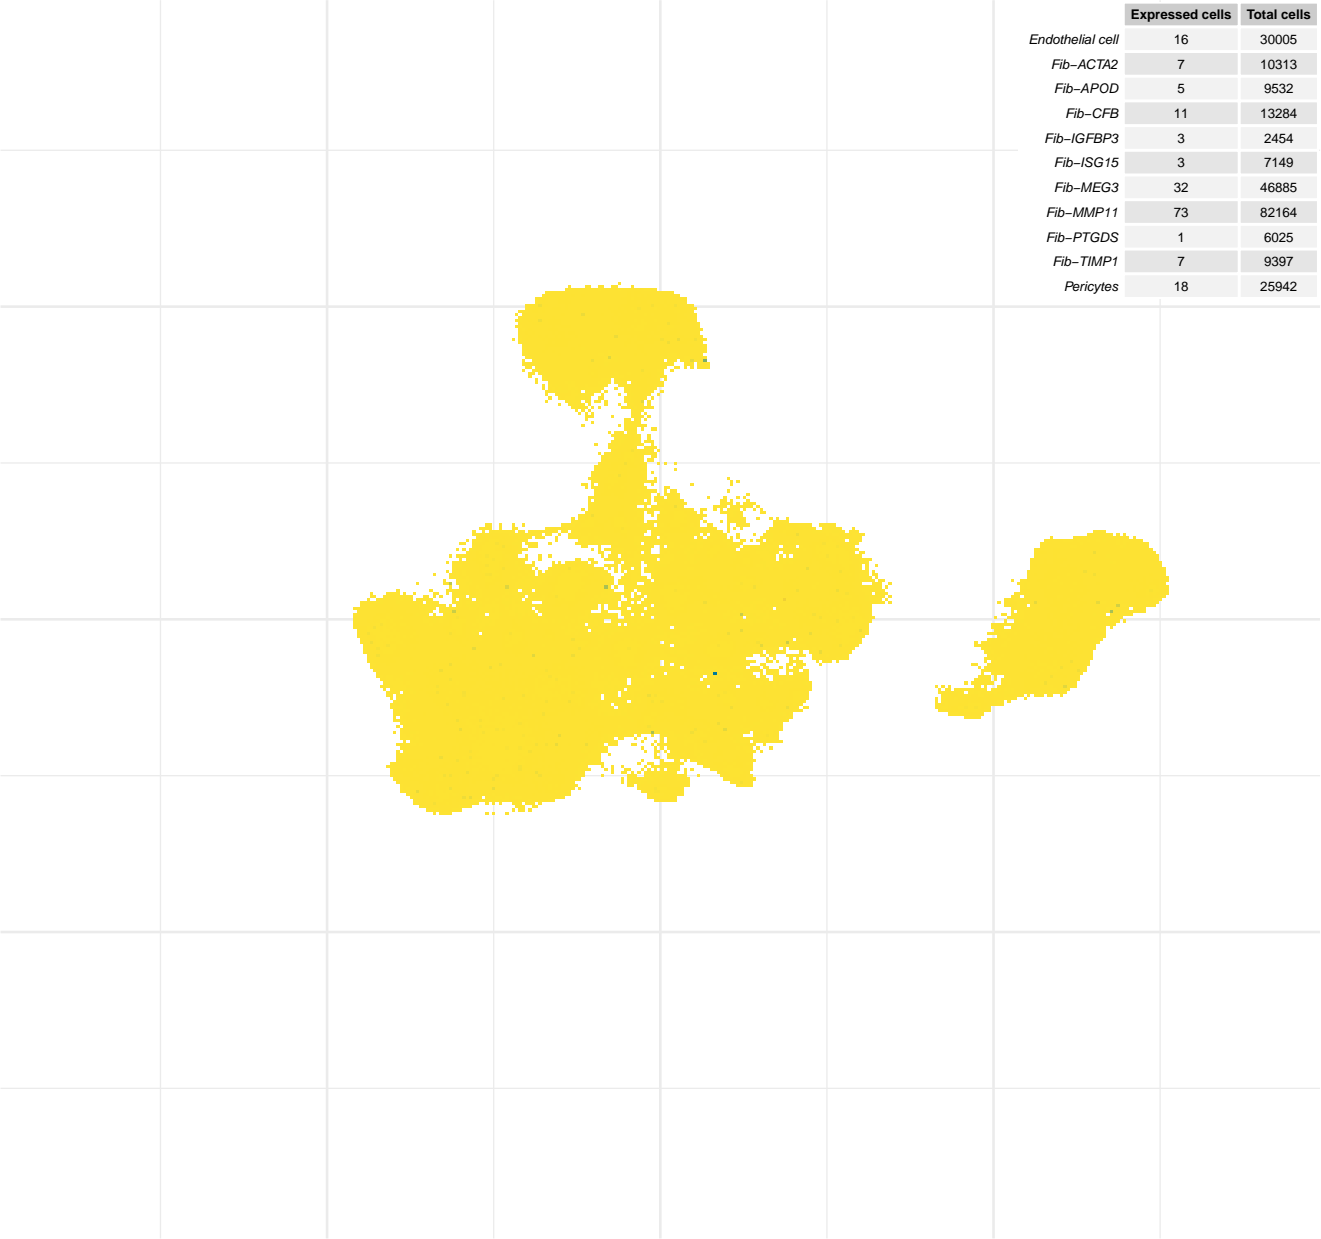 Expressed cells Total cells
Endothelial cell 16 30005
Fib−ACTA2 7 10313
Fib−APOD 5 9532
Fib−CFB 11 13284
Fib−IGFBP3 3 2454
Fib−ISG15 3 7149
Fib−MEG3 32 46885
Fib−MMP11 73 82164
Fib−PTGDS 1 6025
Fib−TIMP1 7 9397
Pericytes 18 25942